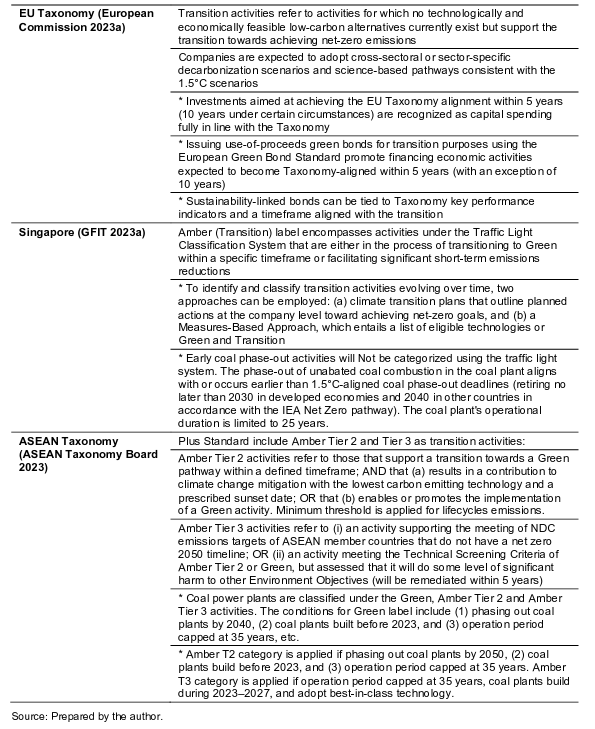 EU Taxonomy (European
Commission 2023a)
Transition activities refer to activities for which no technologically and
economically feasible low-carbon alternatives currently exist but support the
transition towards achieving net-zero emissions
Companies are expected to adopt cross-sectoral or sector-specific
decarbonization scenarios and science-based pathways consistent with the
1.5°C scenarios
* Investments aimed at achieving the EU Taxonomy alignment within 5 years
(10 years under certain circumstances) are recognized as capital spending
fully in line with the Taxonomy
* Issuing use-of-proceeds green bonds for transition purposes using the
European Green Bond Standard promote financing economic activities
expected to become Taxonomy-aligned within 5 years (with an exception of
10 years)
* Sustainability-linked bonds can be tied to Taxonomy key performance
indicators and a timeframe aligned with the transition
Singapore (GFIT 2023a)
Amber (Transition) label encompasses activities under the Traffic Light
Classification System that are either in the process of transitioning to Green
within a specific timeframe or facilitating significant short-term emissions
reductions
* To identify and classify transition activities evolving over time, two
approaches can be employed: (a) climate transition plans that outline planned
actions at the company level toward achieving net-zero goals, and (b) a
Measures-Based Approach, which entails a list of eligible technologies or
Green and Transition
* Early coal phase-out activities will Not be categorized using the traffic light
system. The phase-out of unabated coal combustion in the coal plant aligns
with or occurs earlier than 1.5°C-aligned coal phase-out deadlines (retiring no
later than 2030 in developed economies and 2040 in other countries in
accordance with the IEA Net Zero pathway). The coal plant's operational
duration is limited to 25 years.
ASEAN Taxonomy
(ASEAN Taxonomy Board
2023)
Plus Standard include Amber Tier 2 and Tier 3 as transition activities:
Amber Tier 2 activities refer to those that support a transition towards a Green
pathway within a defined timeframe; AND that (a) results in a contribution to
climate change mitigation with the lowest carbon emitting technology and a
prescribed sunset date; OR that (b) enables or promotes the implementation
of a Green activity. Minimum threshold is applied for lifecycles emissions.
Amber Tier 3 activities refer to (i) an activity supporting the meeting of NDC
emissions targets of ASEAN member countries that do not have a net zero
2050 timeline; OR (ii) an activity meeting the Technical Screening Criteria of
Amber Tier 2 or Green, but assessed that it will do some level of significant
harm to other Environment Objectives (will be remediated within 5 years)
* Coal power plants are classified under the Green, Amber Tier 2 and Amber
Tier 3 activities. The conditions for Green label include (1) phasing out coal
plants by 2040, (2) coal plants built before 2023, and (3) operation period
capped at 35 years, etc.
* Amber T2 category is applied if phasing out coal plants by 2050, (2) coal
plants build before 2023, and (3) operation period capped at 35 years. Amber
T3 category is applied if operation period capped at 35 years, coal plants build
during 2023–2027, and adopt best-in-class technology.
Source: Prepared by the author.